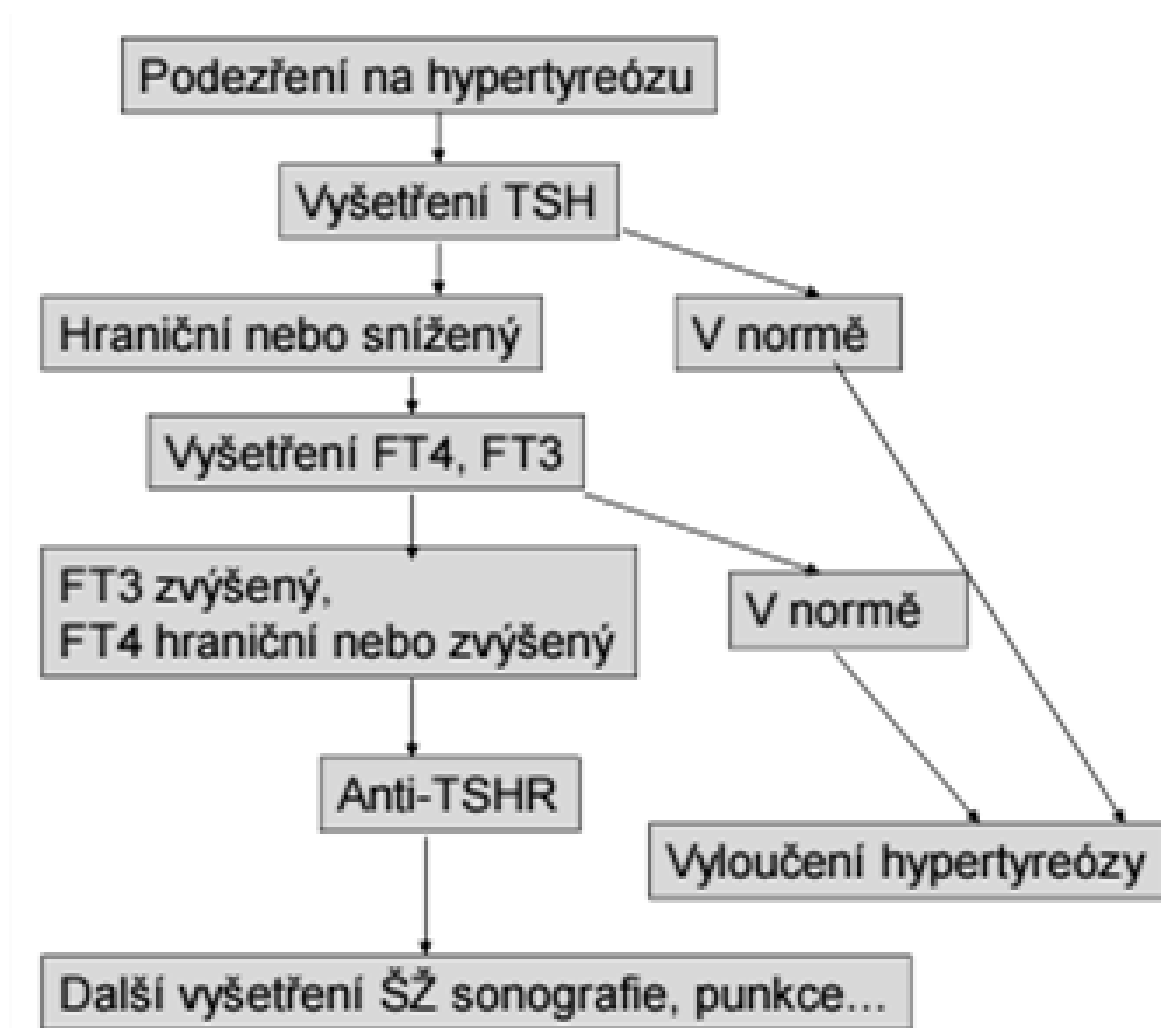 Podezření na hypertyreózu
Vyšetření TSH
Hraniční nebo snížený
V normě
Vyšetření FT4, FT3
FT3 zvýšený,
FT4 hraniční nebo zvýšený
V normě
Anti-TSHR
Vyloučení hypertyreózy
Další vyšetření ŠŽ sonografie, punkce...